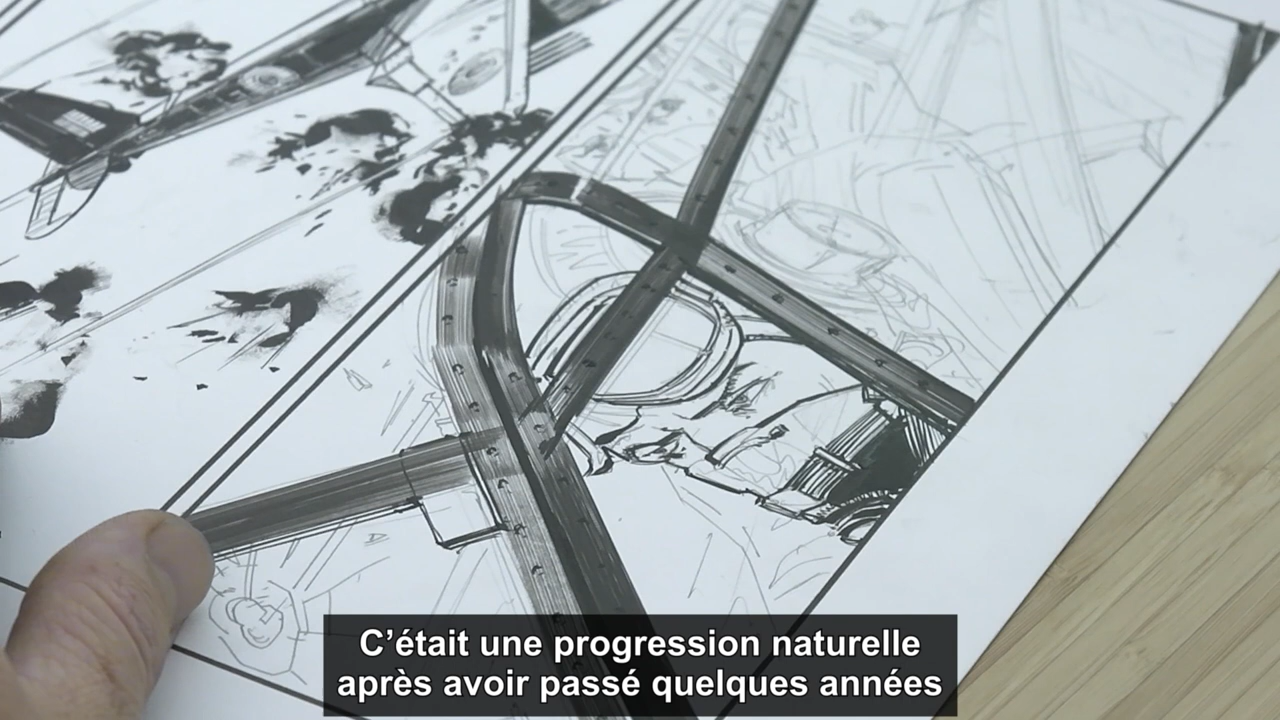 C’était une progression naturelle
après avoir passé quelques années